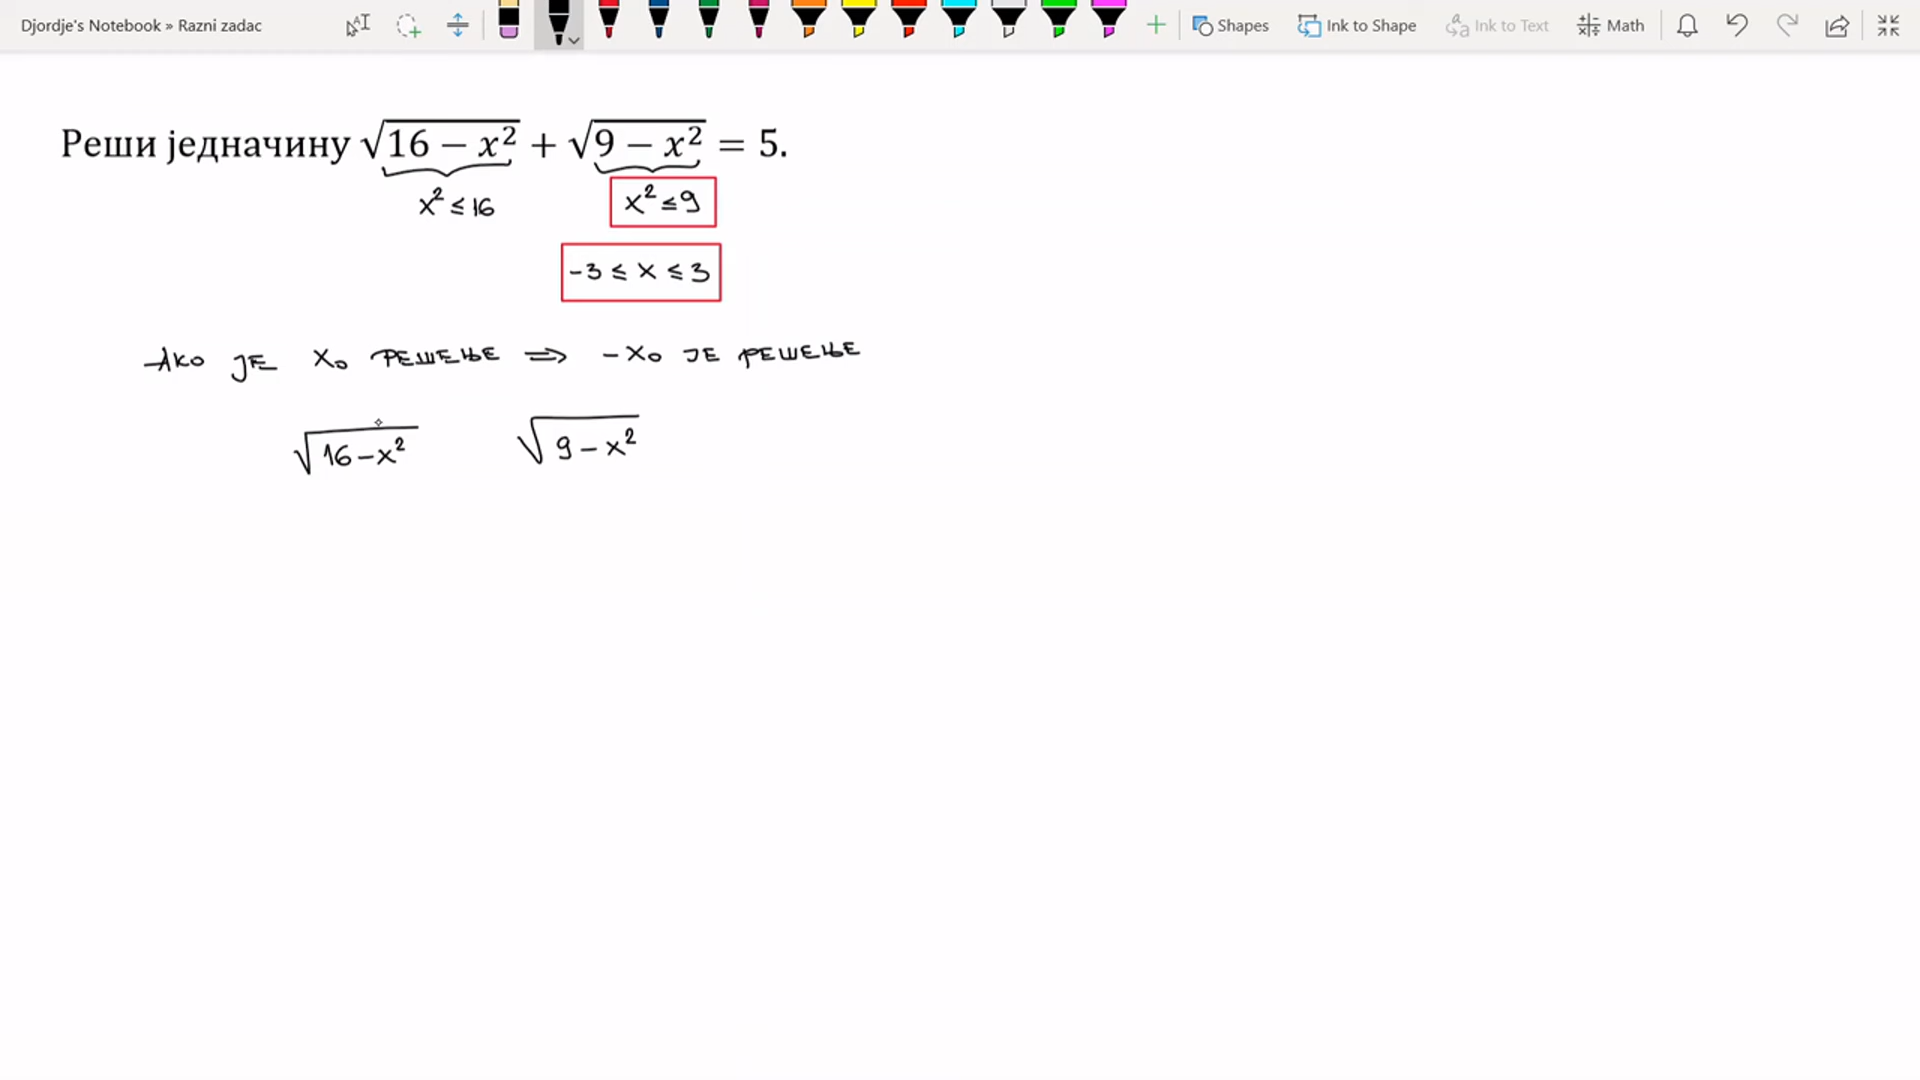 Djordje's Notebook » Razni zadac
Shapes
Ink to Shape
Ink to Text
Math
Реши једначину √(16 − x²) + √(9 − x²) = 5.
x² ≤ 16
x² ≤ 9
-3 ≤ x ≤ 3
АКО ЈЕ x₀ РЕШЕЊЕ ⇒ -x₀ ЈЕ РЕШЕЊЕ
√(16-x²) √(9-x²)